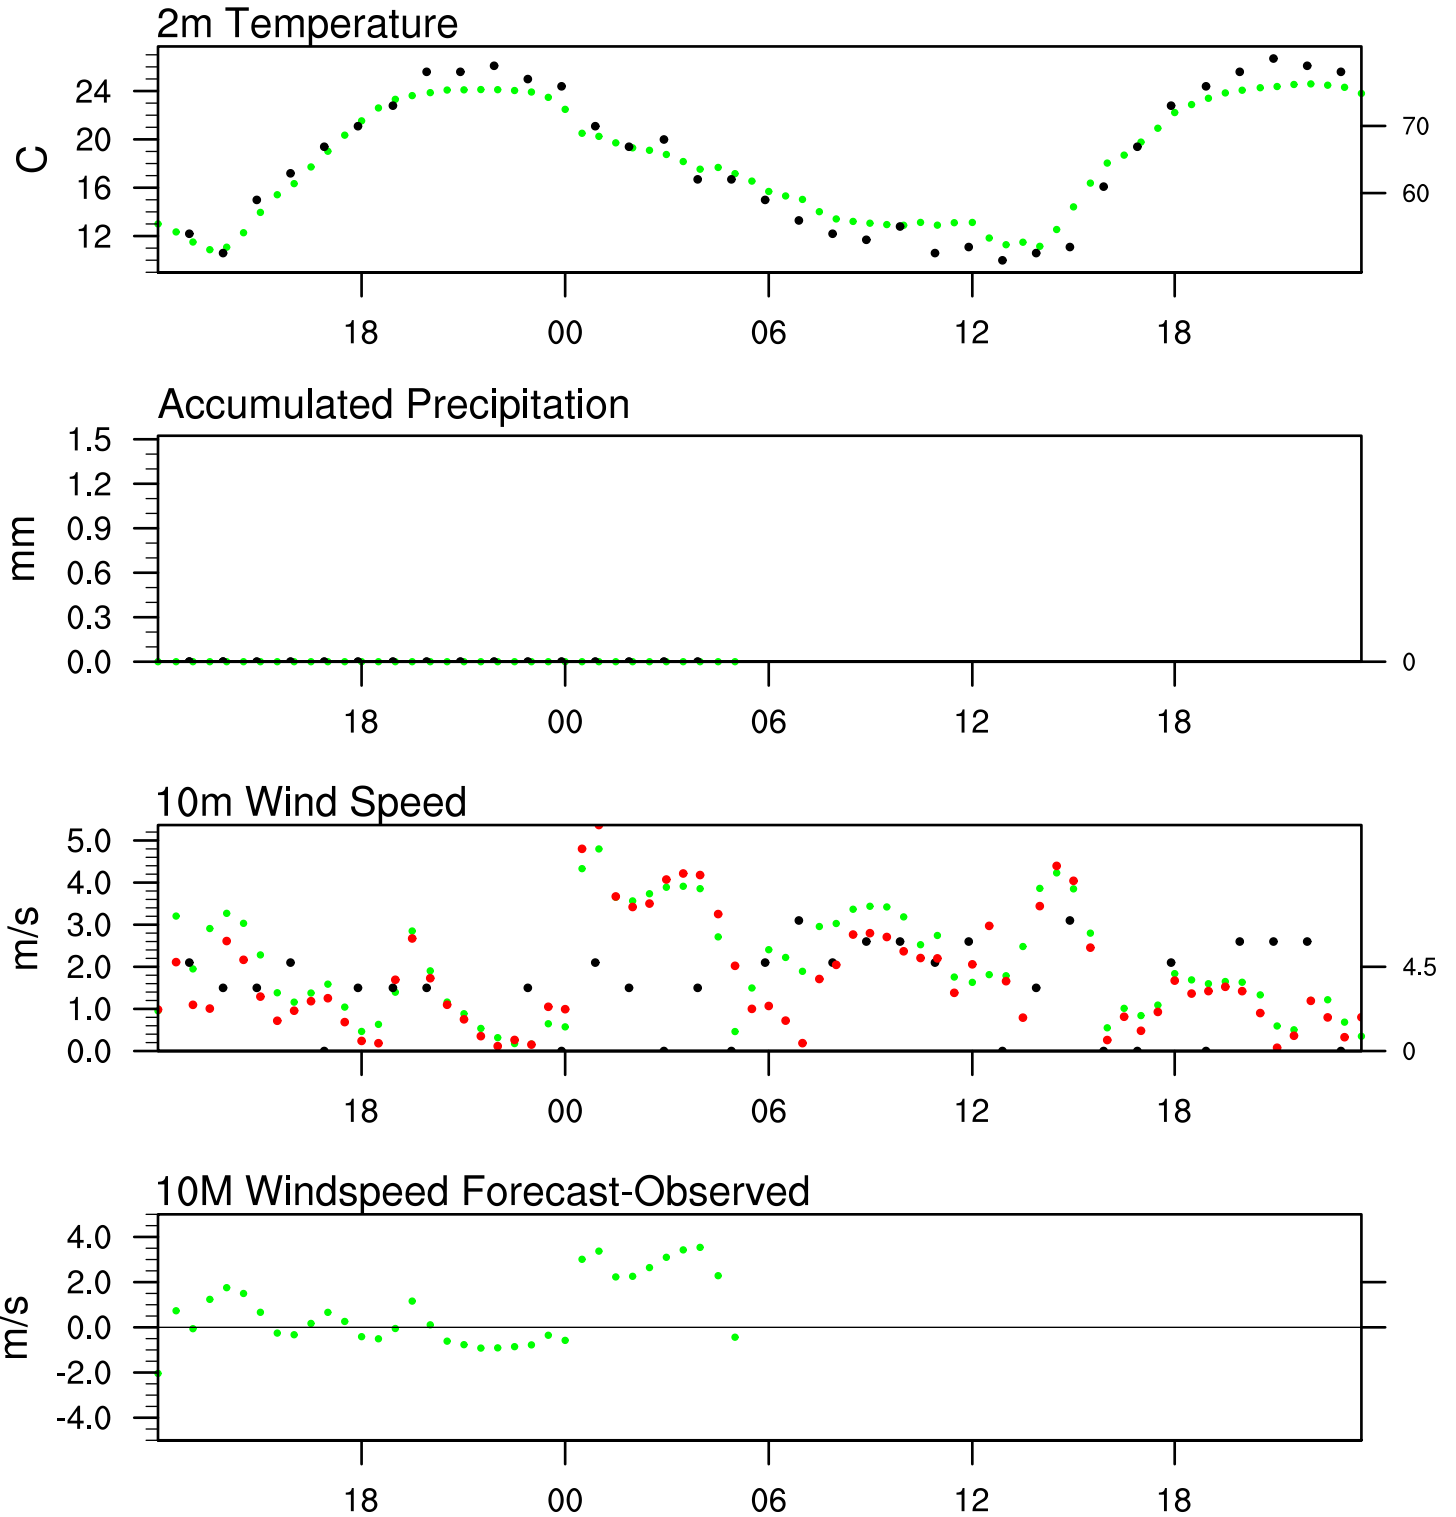 2m Temperature
24
20
16
12
C
70
60
18 00 06 12 18
Accumulated Precipitation
1.5
1.2
0.9
0.6
0.3
0.0
mm
0
18 00 06 12 18
10m Wind Speed
5.0
4.0
3.0
2.0
1.0
0.0
m/s
4.5
0
18 00 06 12 18
10M Windspeed Forecast-Observed
4.0
2.0
0.0
-2.0
-4.0
m/s
18 00 06 12 18